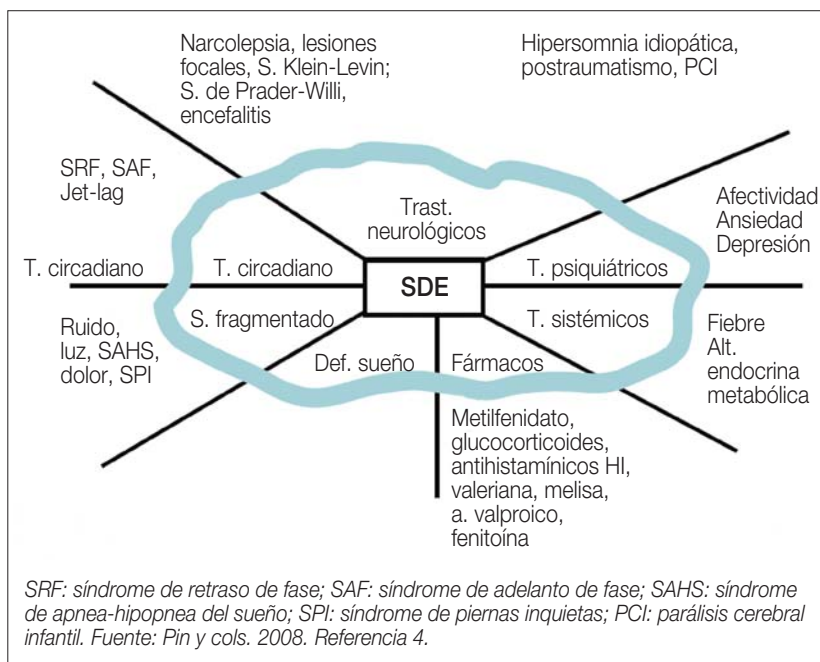 Narcolepsia, lesiones
focales, S. Klein-Levin;
S. de Prader-Willi,
encefalitis
Hipersomnia idiopática,
postraumatismo, PCI
SRF, SAF,
Jet-lag
Trast.
neurológicos
Afectividad
Ansiedad
Depresión
T. circadiano
T. circadiano
SDE
T. psiquiátricos
Ruido,
luz, SAHS,
dolor, SPI
S. fragmentado
T. sistémicos
Fiebre
Alt.
endocrina
metabólica
Def. sueño
Fármacos
Metilfenidato,
glucocorticoides,
antihistamínicos HI,
valeriana, melisa,
a. valproico,
fenitoína
SRF: síndrome de retraso de fase; SAF: síndrome de adelanto de fase; SAHS: síndrome
de apnea-hipopnea del sueño; SPI: síndrome de piernas inquietas; PCI: parálisis cerebral
infantil. Fuente: Pin y cols. 2008. Referencia 4.